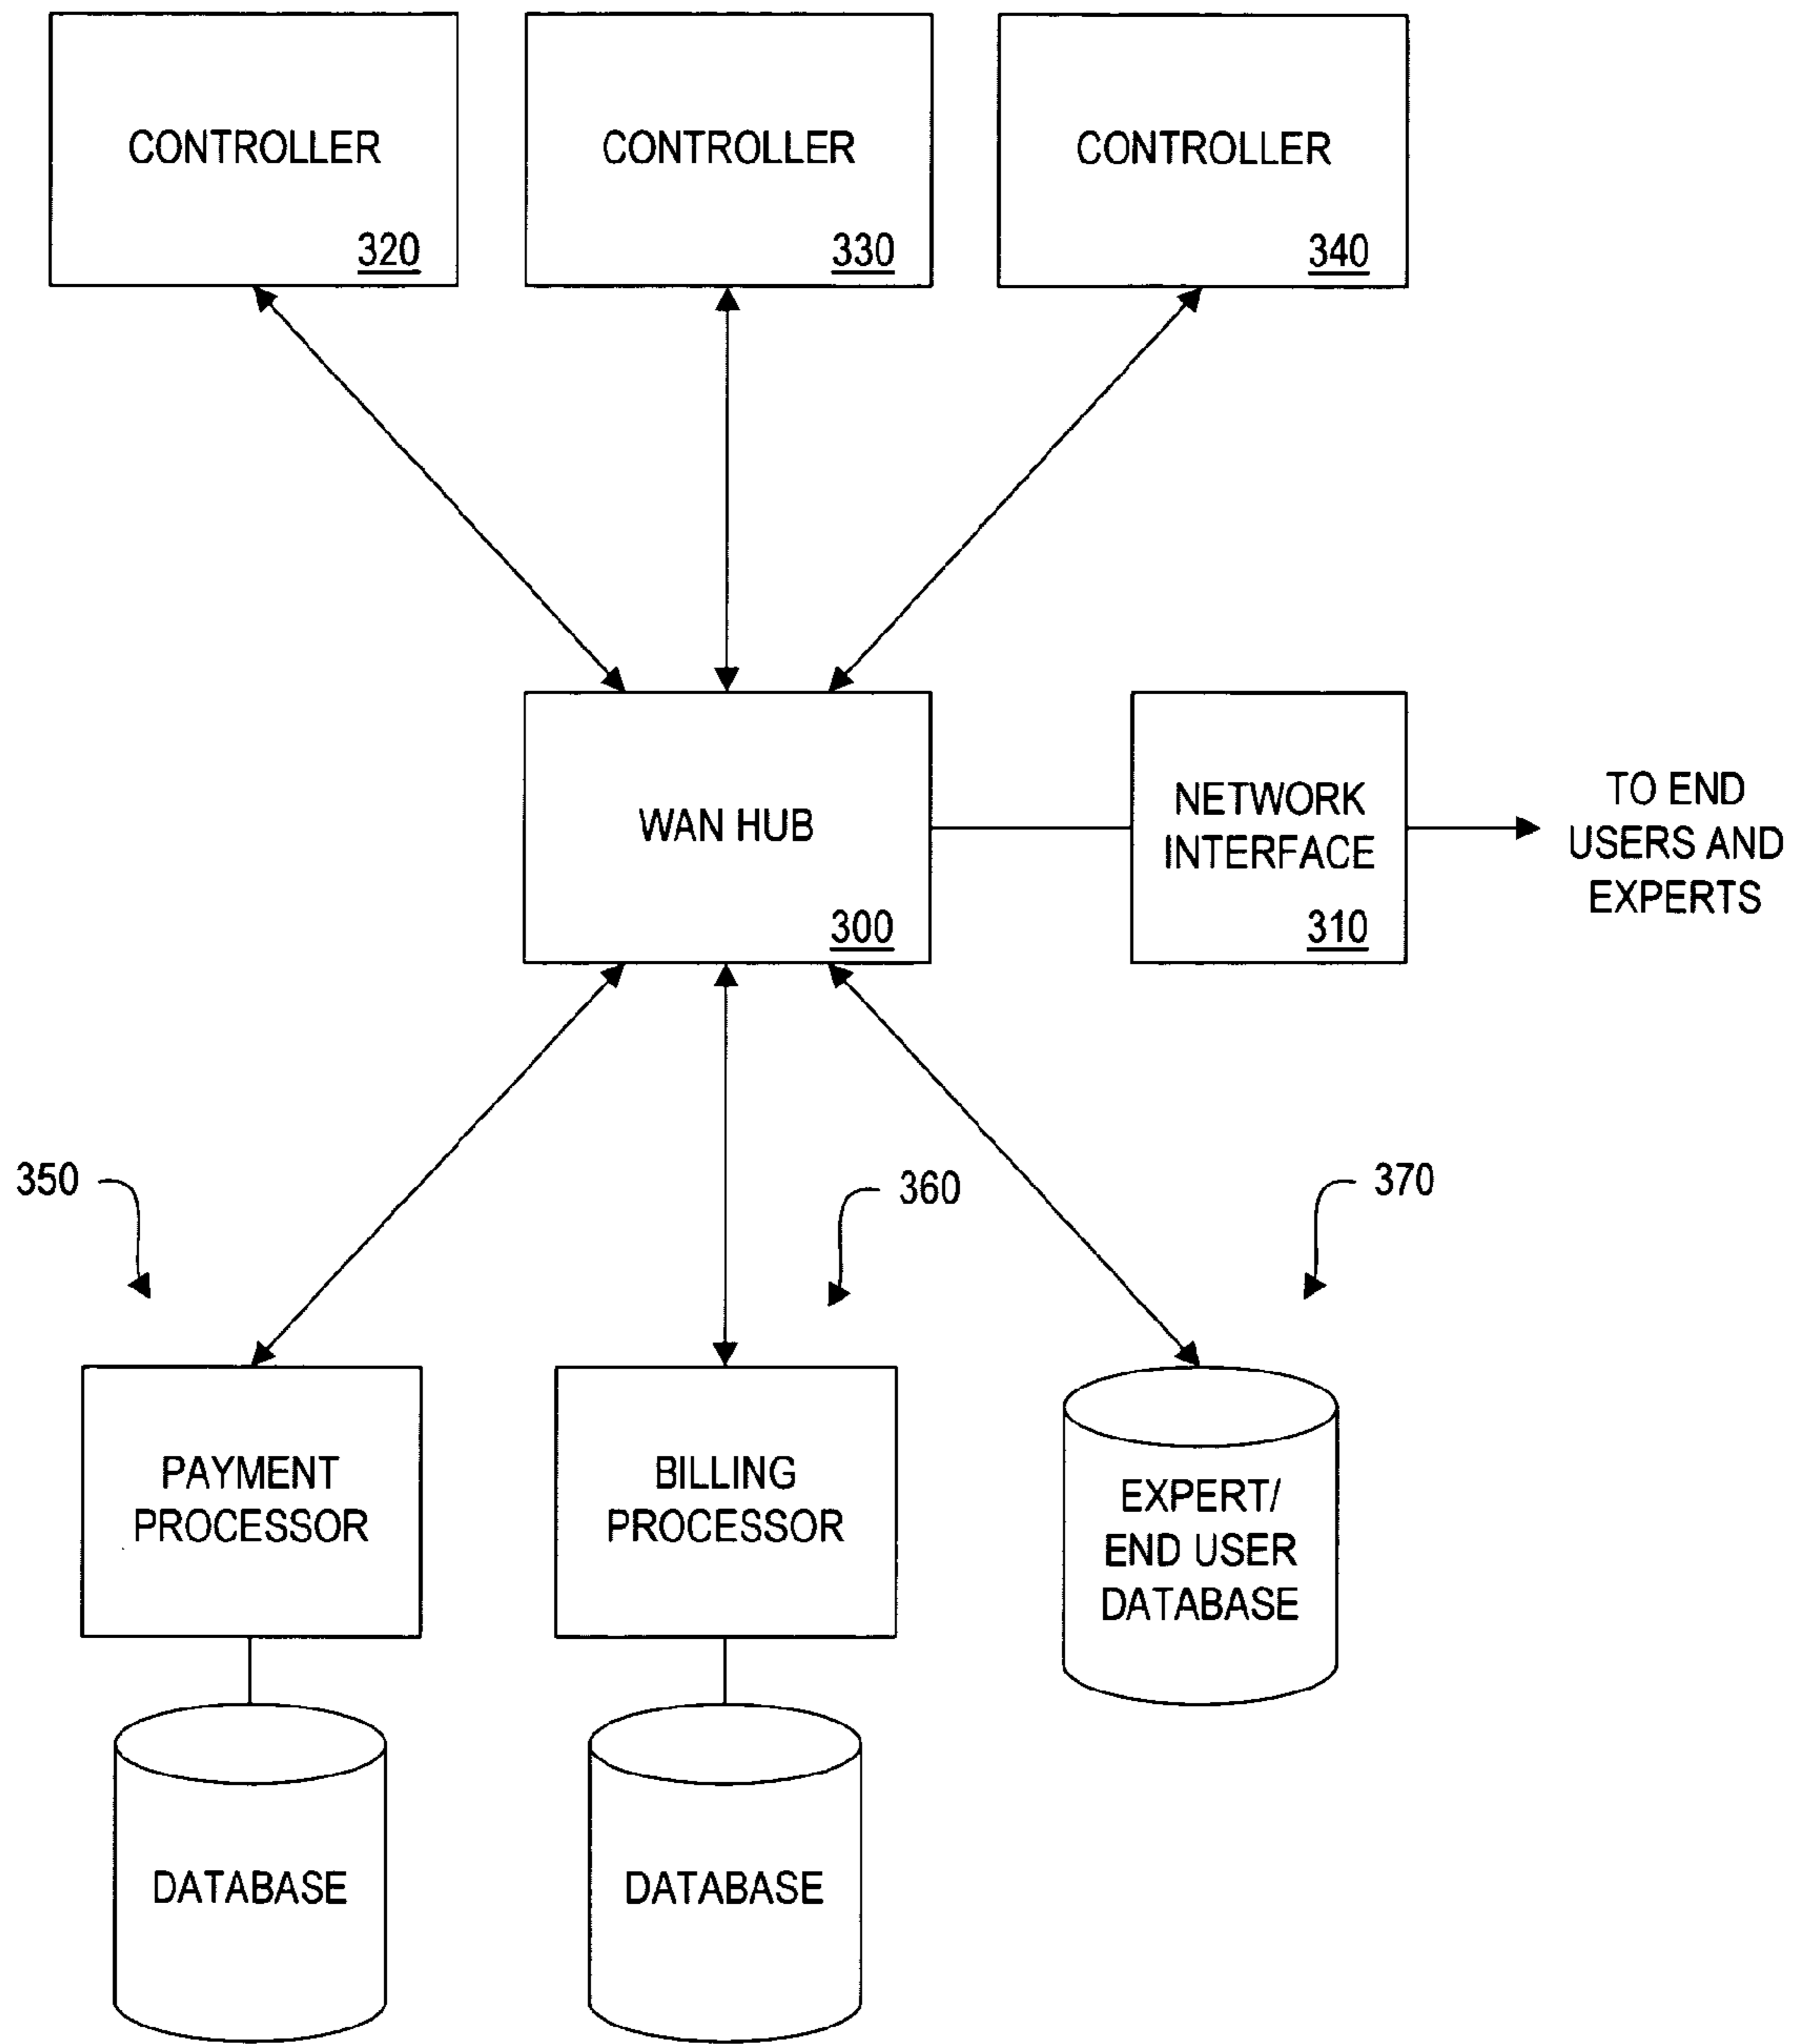 CONTROLLER
320
CONTROLLER
330
CONTROLLER
340
WAN HUB
300
NETWORK
INTERFACE
310
TO END
USERS AND
EXPERTS
350
360
370
PAYMENT
PROCESSOR
BILLING
PROCESSOR
EXPERT/
END USER
DATABASE
DATABASE
DATABASE